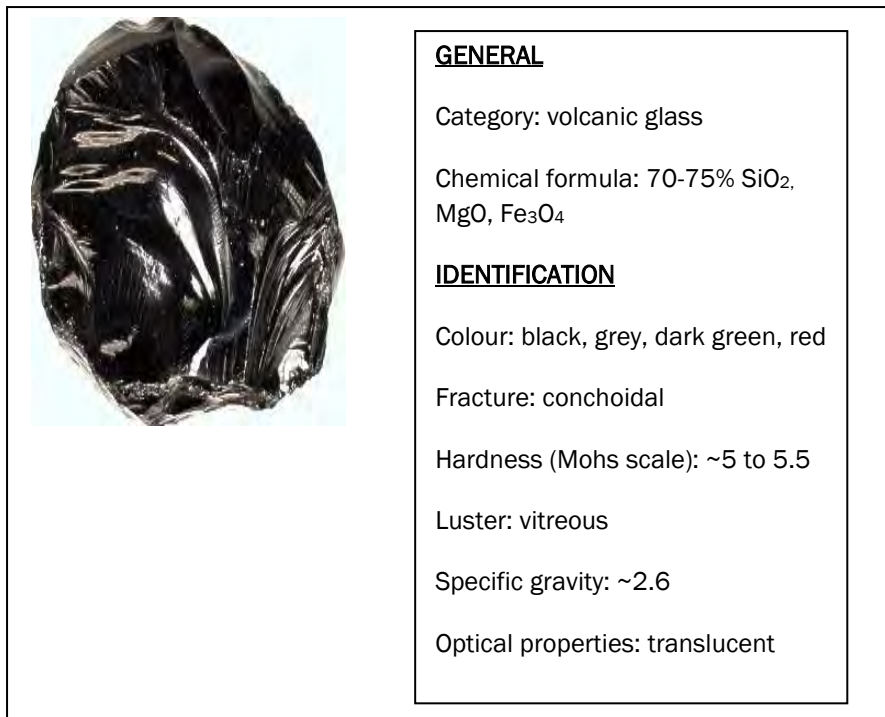 GENERAL
Category: volcanic glass
Chemical formula: 70-75% SiO₂,
MgO, Fe₃O₄
IDENTIFICATION
Colour: black, grey, dark green, red
Fracture: conchoidal
Hardness (Mohs scale): ~5 to 5.5
Luster: vitreous
Specific gravity: ~2.6
Optical properties: translucent